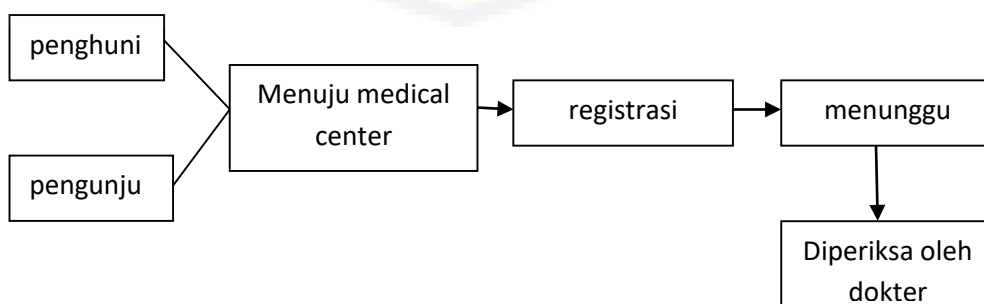 penghuni
pengunju
Menuju medical
center
registrasi
menunggu
Diperiksa oleh
dokter